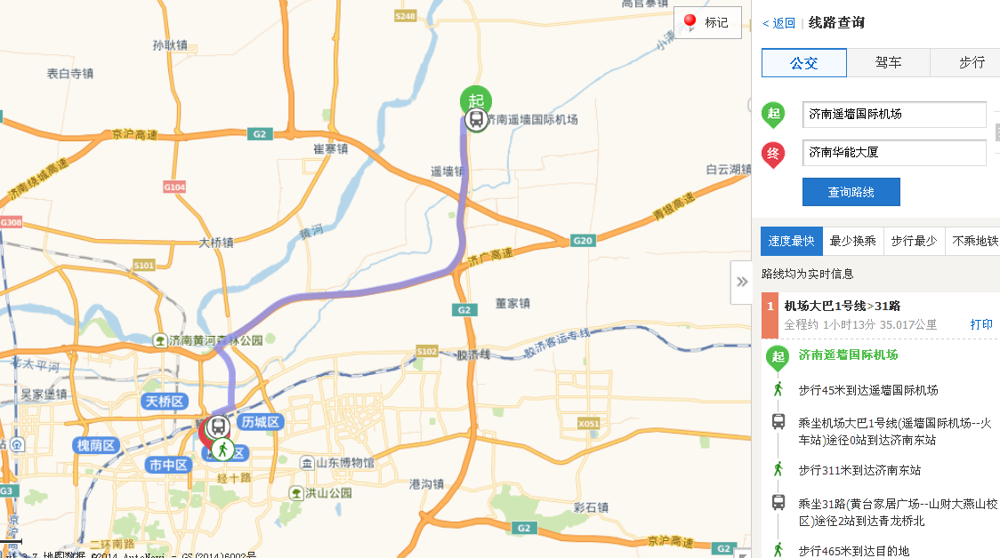 高官寨镇
S248
标记
小清
孙耿镇
表白寺镇
起
济南遥墙国际机场
京沪高速
G2
崔寨镇
遥墙镇
白云湖镇
济南绕城高速
G104
青银高速
G308
黄河
大桥镇
G20
济广高速
S101
G2
董家镇
济南黄河森林公园
胶济客运专线
S102
胶济线
北太平河
吴家堡镇
天桥区
历城区
X051
槐荫区
站
市中区
区
山东博物馆
经十路
港沟镇
洪山公园
G3
彩石镇
京沪高
G2
二环南路
京沪高速
G2
地图数据 ©2014 AutoNavi - GS(2014)6002号
< 返回 | 线路查询
公交
驾车
步行
起
济南遥墙国际机场
终
济南华能大厦
查询路线
速度最快
最少换乘
步行最少
不乘地铁
路线均为实时信息
1
机场大巴1号线>31路
全程约 1小时13分 35.017公里
打印
起
济南遥墙国际机场
步行45米到达遥墙国际机场
乘坐机场大巴1号线(遥墙国际机场--火
车站)途径0站到达济南东站
步行311米到达济南东站
乘坐31路(黄台家居广场--山财大燕山校
区)途径2站到达青龙桥北
步行465米到达目的地